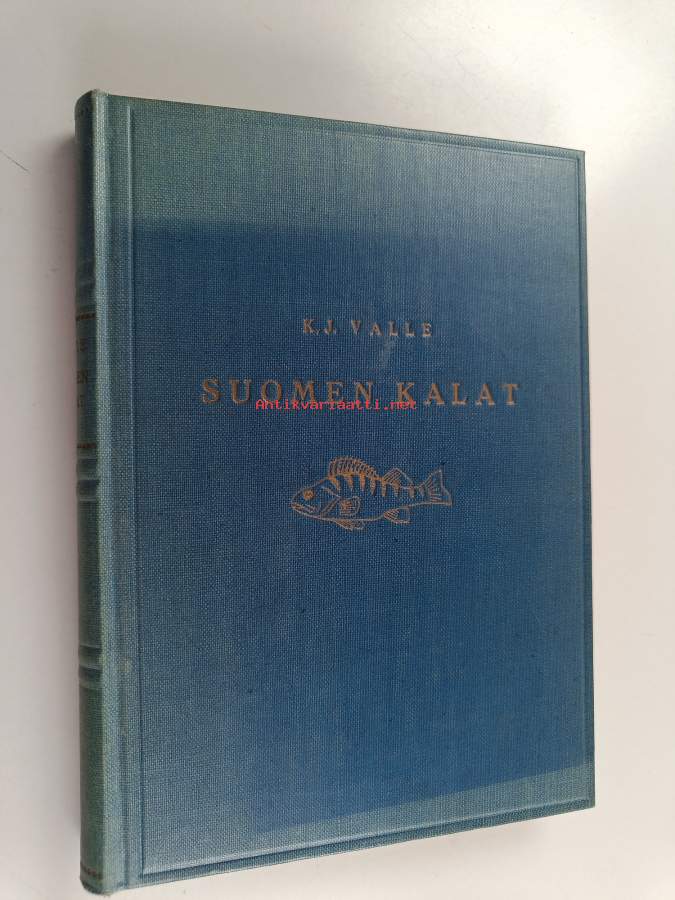 K. J. VALLE
SUOMEN KALAT
Antikvariaatti.net